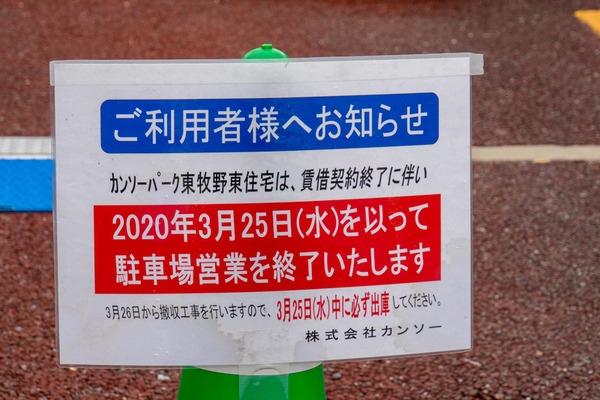 ご利用者様へお知らせ
カンソーパーク東牧野東住宅は、賃借契約終了に伴い
2020年3月25日(水)を以って
駐車場営業を終了いたします
3月26日から撤収工事を行いますので、3月25日(水)中に必ず出庫してください。
株式会社カンソー